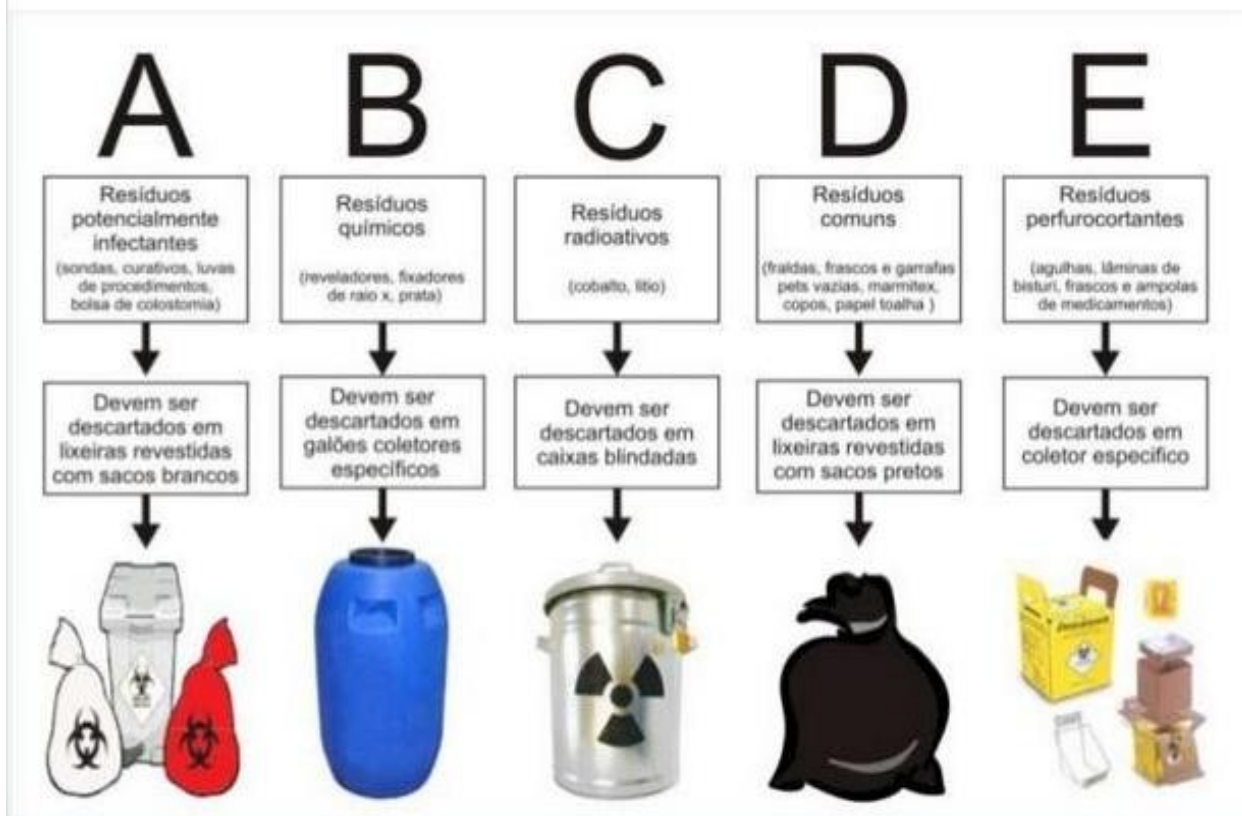 A
B
C
D
E
Resíduos
potencialmente
infectantes
(sondas, curativos, luvas
de procedimentos,
bolsa de colostomia)
Resíduos
químicos
(reveladores, fixadores
de raio x, prata)
Resíduos
radioativos
(cobalto, litio)
Resíduos
comuns
(fraldas, frascos e garrafas
pets vazias, marmitex,
copos, papel toalha )
Resíduos
perfurocortantes
(agulhas, lâminas de
bisturi, frascos e ampolas
de medicamentos)
Devem ser
descartados em
lixeiras revestidas
com sacos brancos
Devem ser
descartados em
galões coletores
específicos
Devem ser
descartados em
caixas blindadas
Devem ser
descartados em
lixeiras revestidas
com sacos pretos
Devem ser
descartados em
coletor especifico